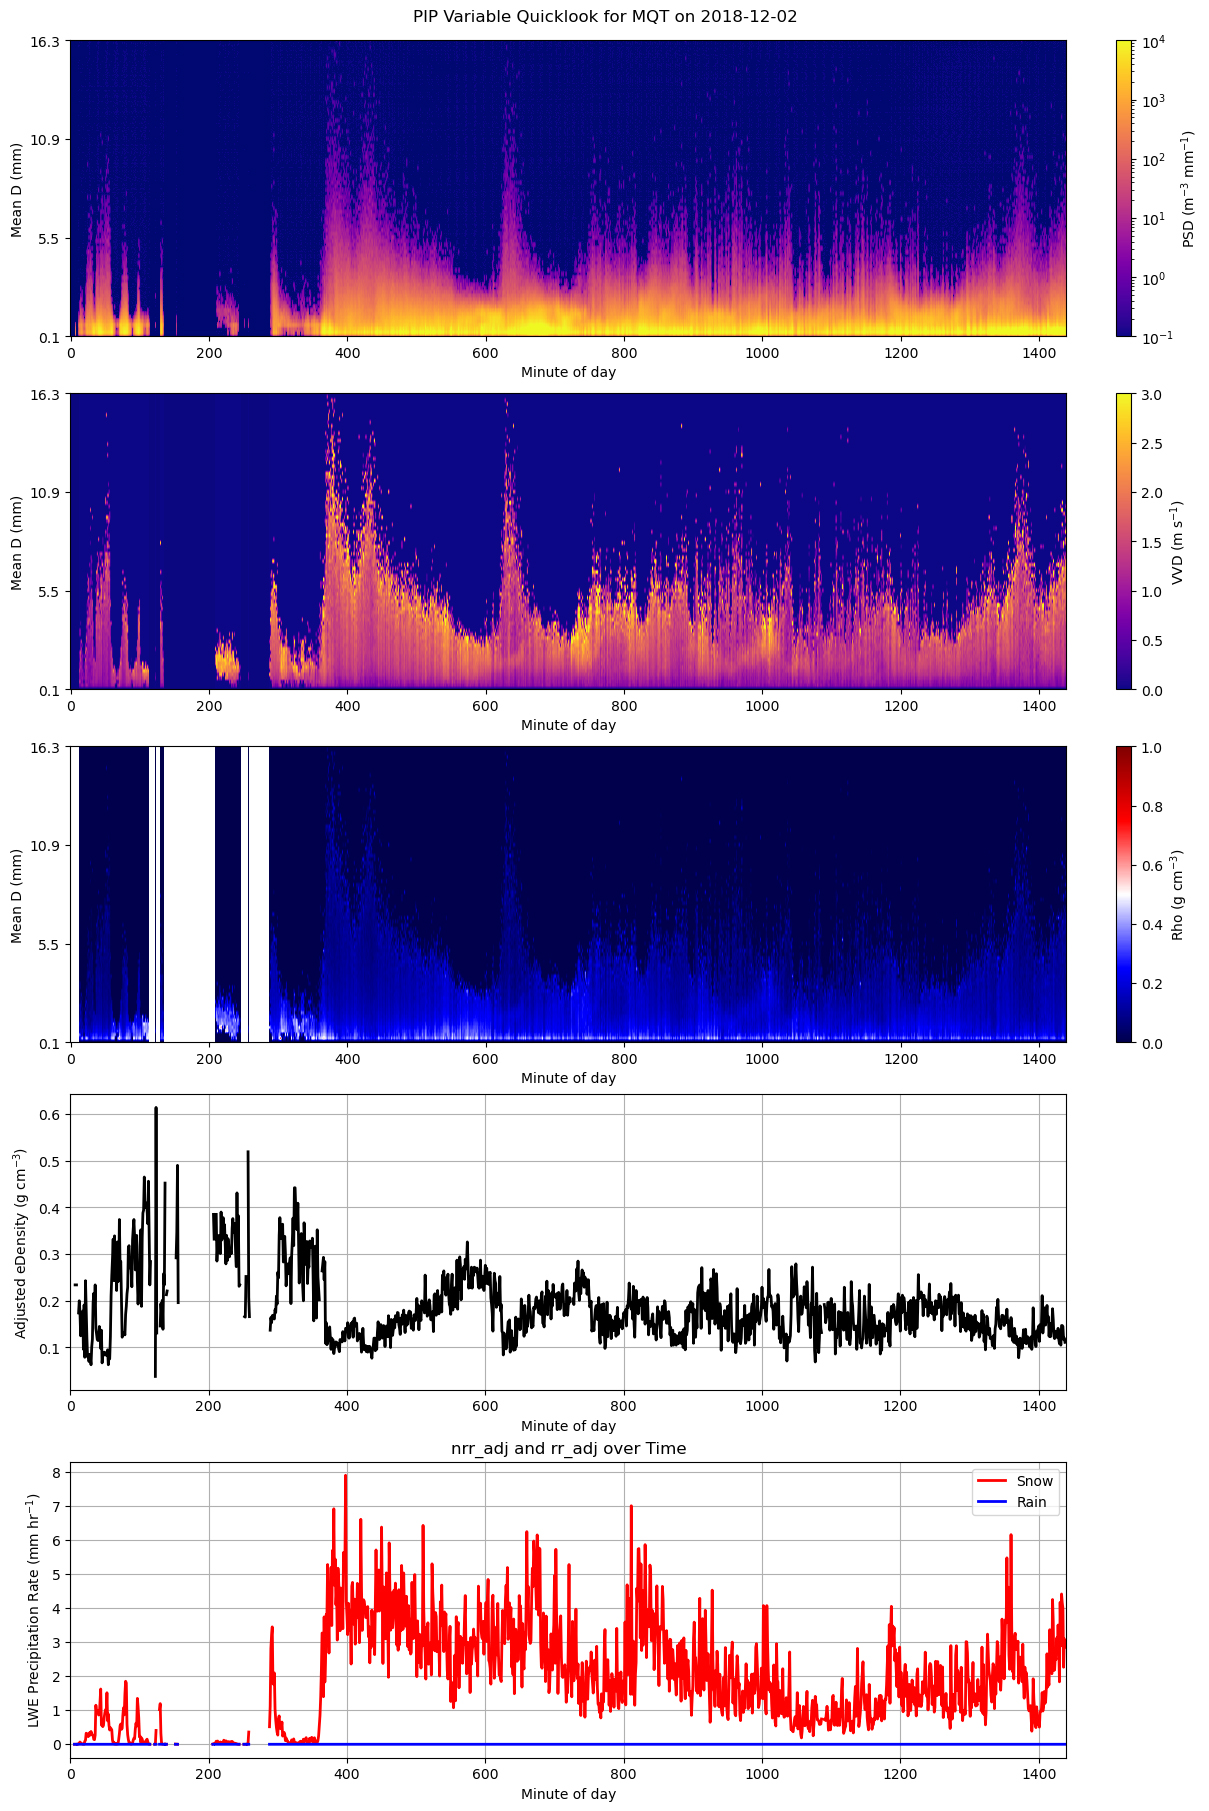 PIP Variable Quicklook for MQT on 2018-12-02
16.3
10.9
5.5
0.1
Mean D (mm)
0 200 400 600 800 1000 1200 1400
Minute of day
10⁴
10³
10²
10¹
10⁰
10⁻¹
PSD (m⁻³ mm⁻¹)
16.3
10.9
5.5
0.1
Mean D (mm)
0 200 400 600 800 1000 1200 1400
Minute of day
3.0
2.5
2.0
1.5
1.0
0.5
0.0
VVD (m s⁻¹)
16.3
10.9
5.5
0.1
Mean D (mm)
0 200 400 600 800 1000 1200 1400
Minute of day
1.0
0.8
0.6
0.4
0.2
0.0
Rho (g cm⁻³)
0.6
0.5
0.4
0.3
0.2
0.1
Adjusted eDensity (g cm⁻³)
0 200 400 600 800 1000 1200 1400
Minute of day
nrr_adj and rr_adj over Time
8
7
6
5
4
3
2
1
0
LWE Precipitation Rate (mm hr⁻¹)
Snow
Rain
0 200 400 600 800 1000 1200 1400
Minute of day